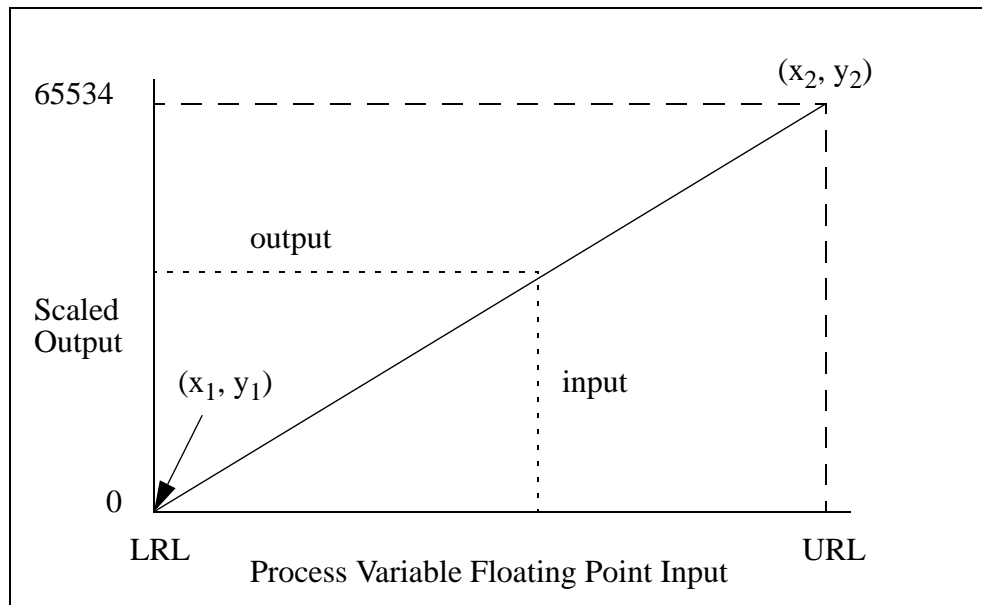 (x2, y2)
65534
output
Scaled
Output
(x1, y1)
input
0
LRL
URL
Process Variable Floating Point Input